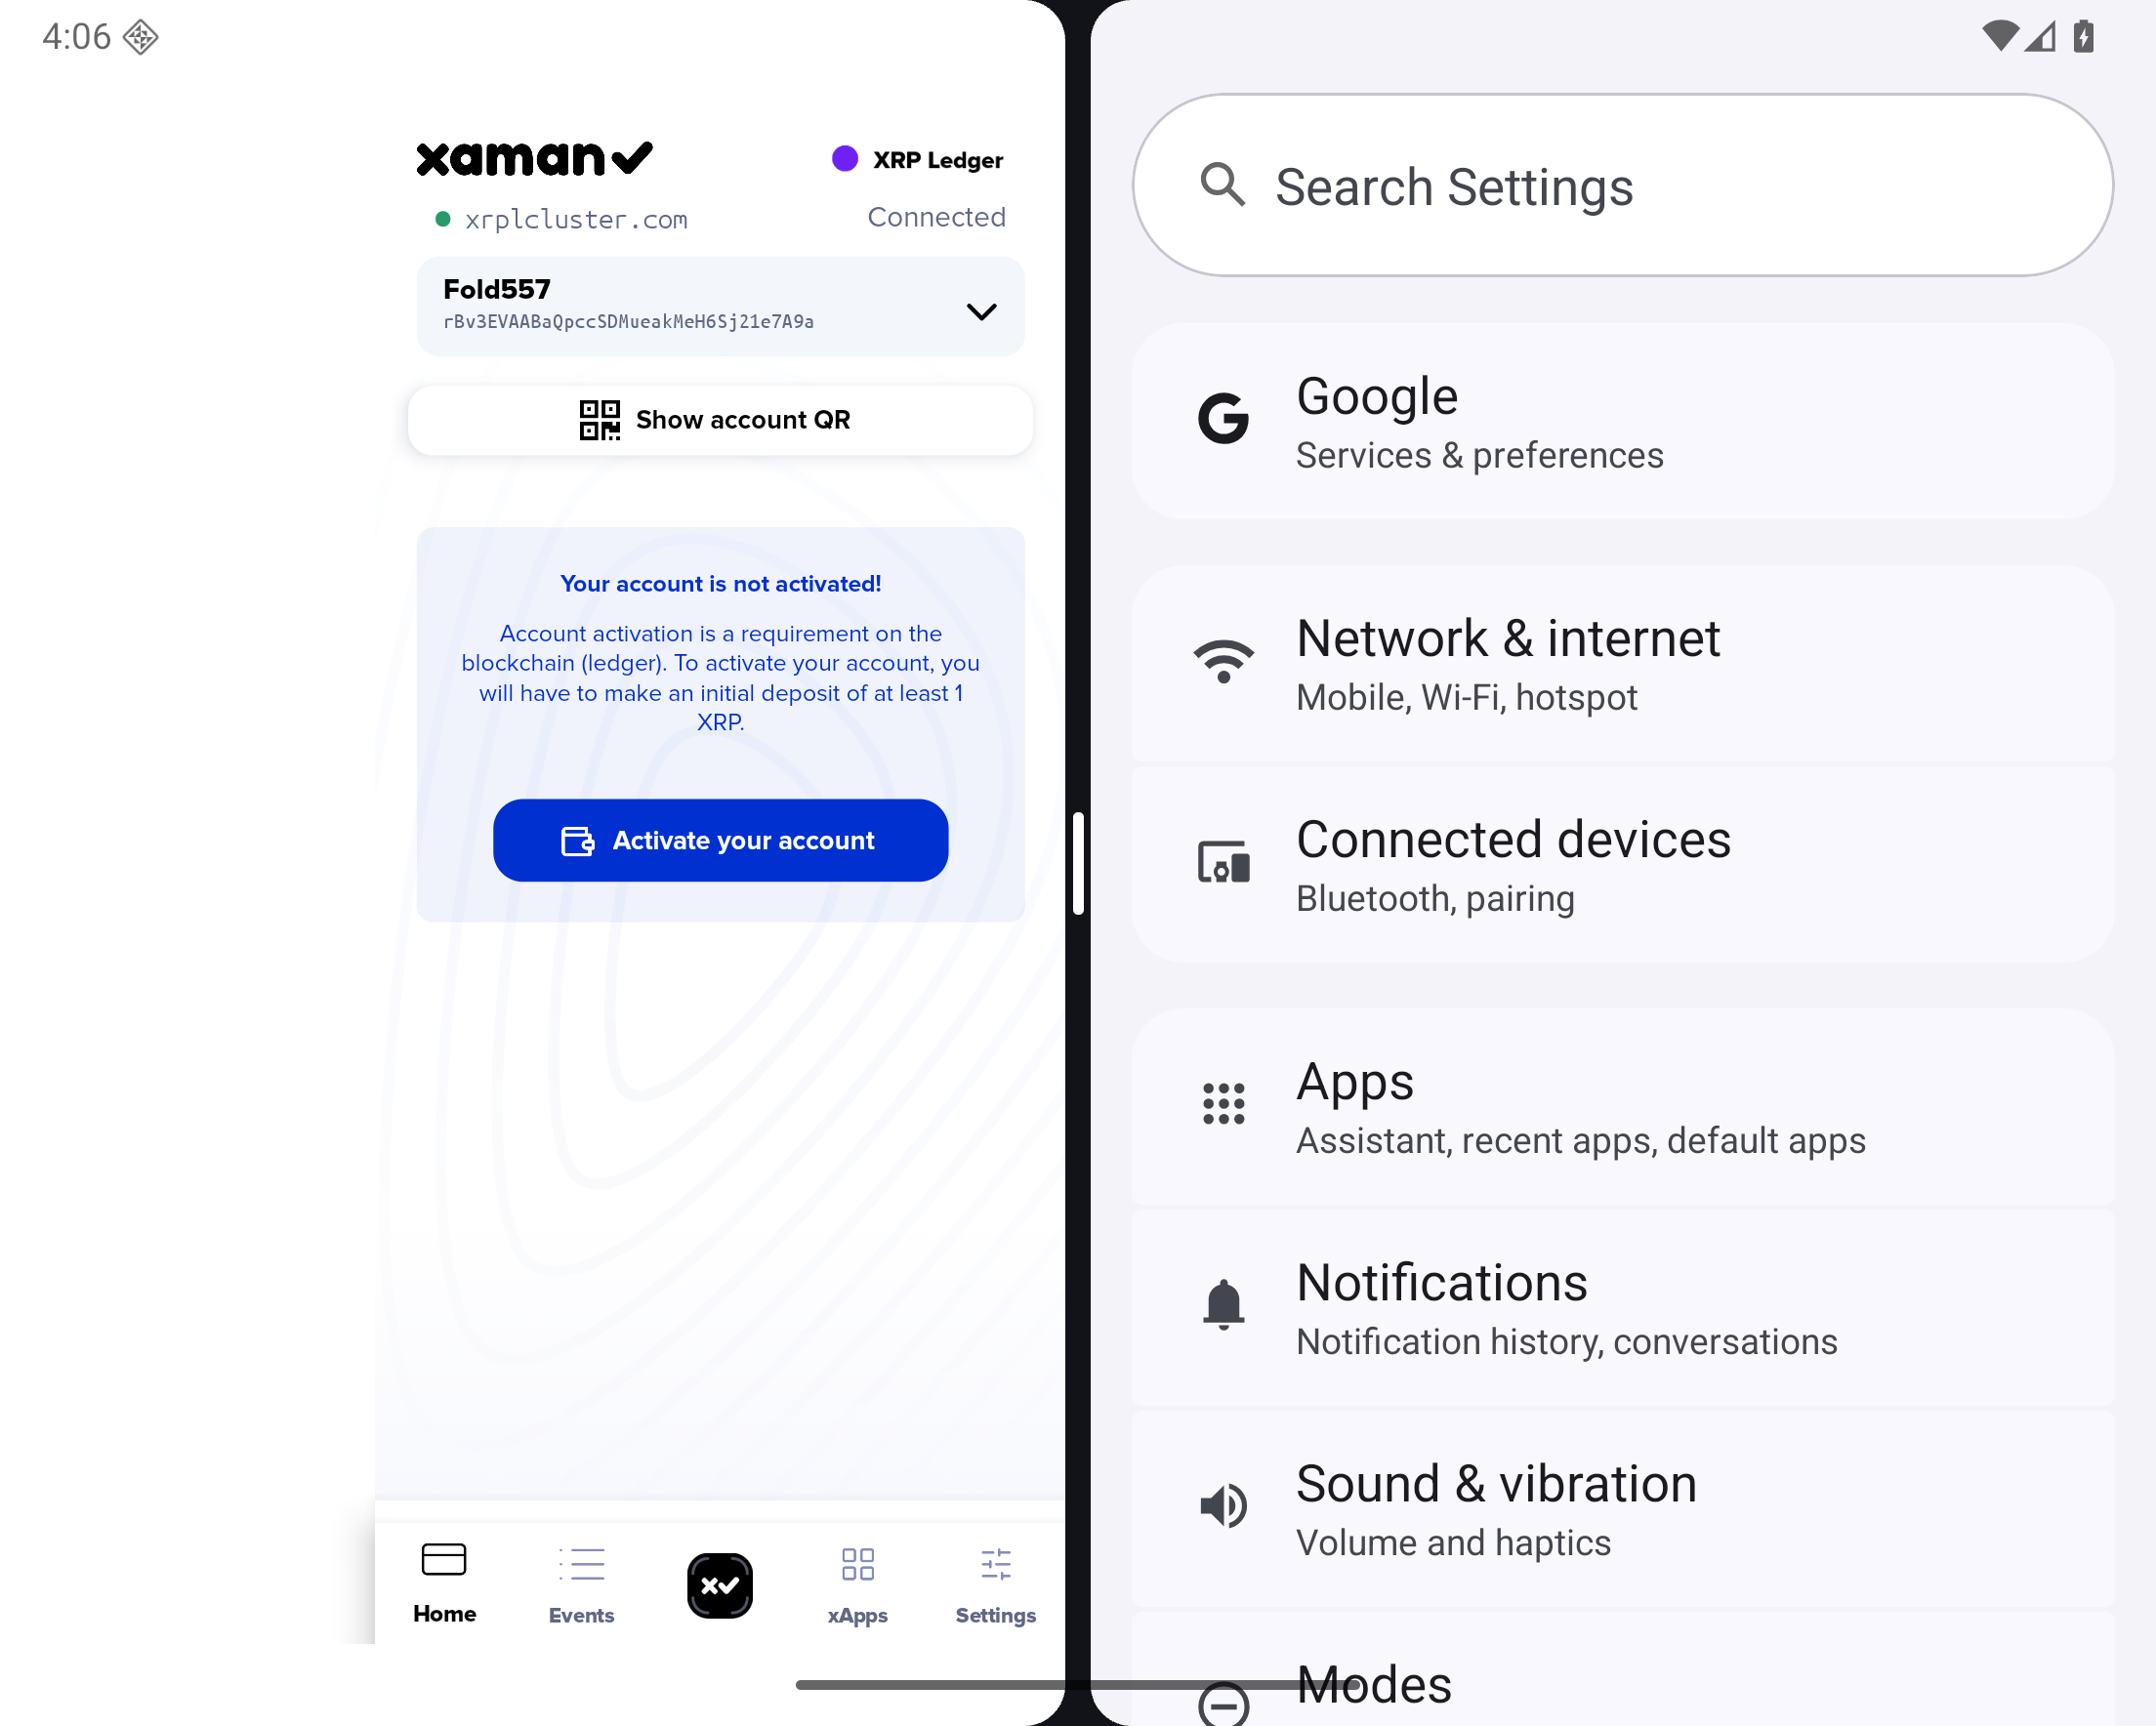 4:06
xaman
XRP Ledger
xrplcluster.com
Connected
Fold557
rBv3EVAABaQpccSDMueakMeH6Sj21e7A9a
Show account QR
Your account is not activated!
Account activation is a requirement on the
blockchain (ledger). To activate your account, you
will have to make an initial deposit of at least 1
XRP.
Activate your account
Home
Events
xApps
Settings
Search Settings
Google
Services & preferences
Network & internet
Mobile, Wi-Fi, hotspot
Connected devices
Bluetooth, pairing
Apps
Assistant, recent apps, default apps
Notifications
Notification history, conversations
Sound & vibration
Volume and haptics
Modes